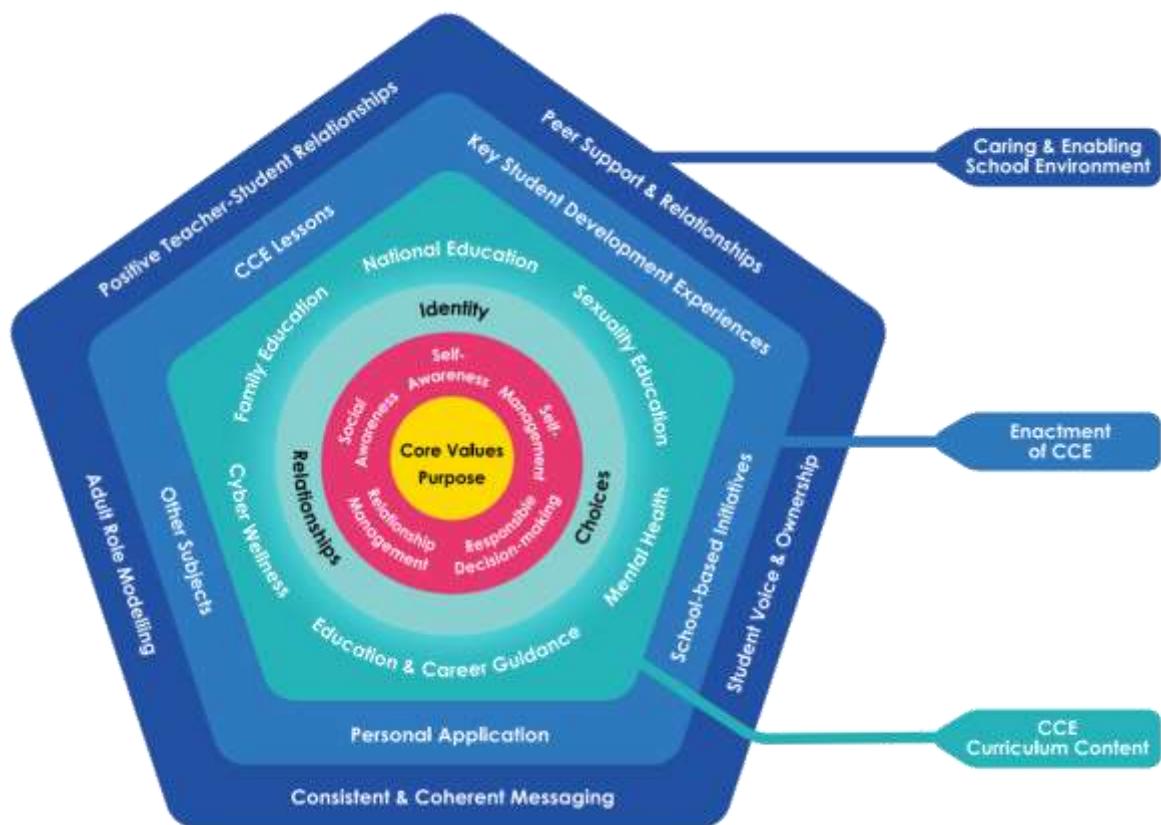 Positive Teacher-Student Relationships
Peer Support & Relationships
Student Voice & Ownership
Consistent & Coherent Messaging
Adult Role Modelling
CCE Lessons
Key Student Development Experiences
School-based Initiatives
Personal Application
Other Subjects
National Education
Sexuality Education
Mental Health
Education & Career Guidance
Cyber Wellness
Family Education
Identity
Choices
Relationships
Self-
Awareness
Self-
Management
Responsible
Decision-making
Relationship
Management
Social
Awareness
Core Values
Purpose
Caring & Enabling
School Environment
Enactment
of CCE
CCE
Curriculum Content